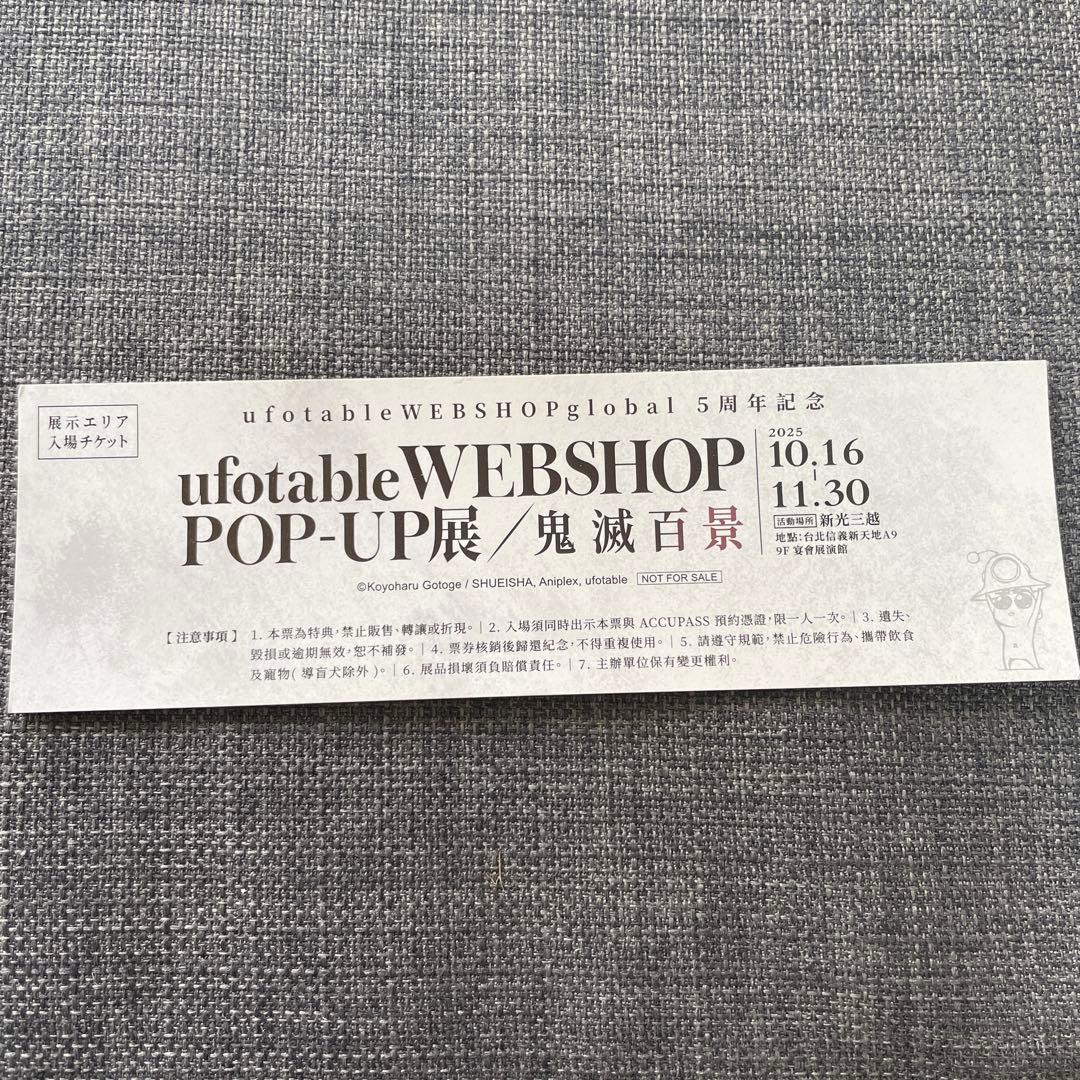 展示エリア
入場チケット
ufotableWEBSHOPglobal 5周年記念
ufotableWEBSHOP
POP-UP展／鬼滅百景
2025
10.16
-
11.30
活動場所 新光三越
地點：台北信義新天地A9
9F 宴會展演館
©Koyoharu Gotoge / SHUEISHA, Aniplex, ufotable NOT FOR SALE
【注意事項】 1. 本票為特典，禁止販售、轉讓或折現。| 2. 入場須同時出示本票與 ACCUPASS 預約憑證，限一人一次。| 3. 遺失、
毀損或逾期無效，恕不補發。| 4. 票券核銷後歸還紀念，不得重複使用。| 5. 請遵守規範，禁止危險行為、攜帶飲食
及寵物( 導盲犬除外 )。| 6. 展品損壞須負賠償責任。| 7. 主辦單位保有變更權利。